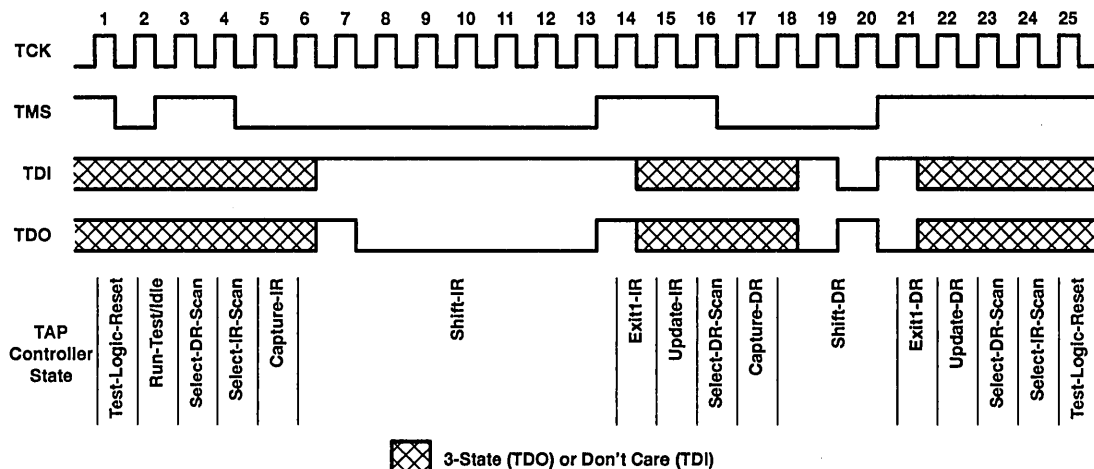 1 2 3 4 5 6 7 8 9 10 11 12 13 14 15 16 17 18 19 20 21 22 23 24 25
TCK
TMS
TDI
TDO
TAP
Controller
State
Test-Logic-Reset
Run-Test/Idle
Select-DR-Scan
Select-IR-Scan
Capture-IR
Shift-IR
Exit1-IR
Update-IR
Select-DR-Scan
Capture-DR
Shift-DR
Exit1-DR
Update-DR
Select-DR-Scan
Select-IR-Scan
Test-Logic-Reset
3-State (TDO) or Don't Care (TDI)